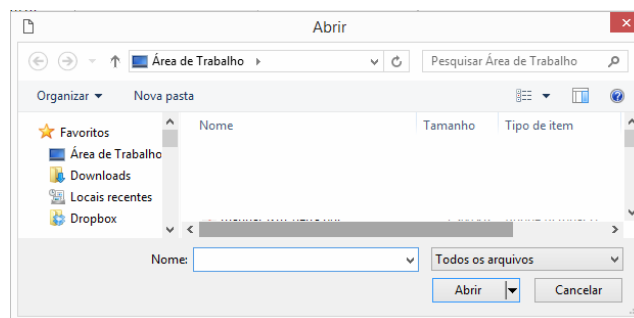 Abrir
Área de Trabalho
Pesquisar Área de Trabalho
Organizar
Nova pasta
Favoritos
Área de Trabalho
Downloads
Locais recentes
Dropbox
Nome
Tamanho
Tipo de item
Nome:
Todos os arquivos
Abrir
Cancelar